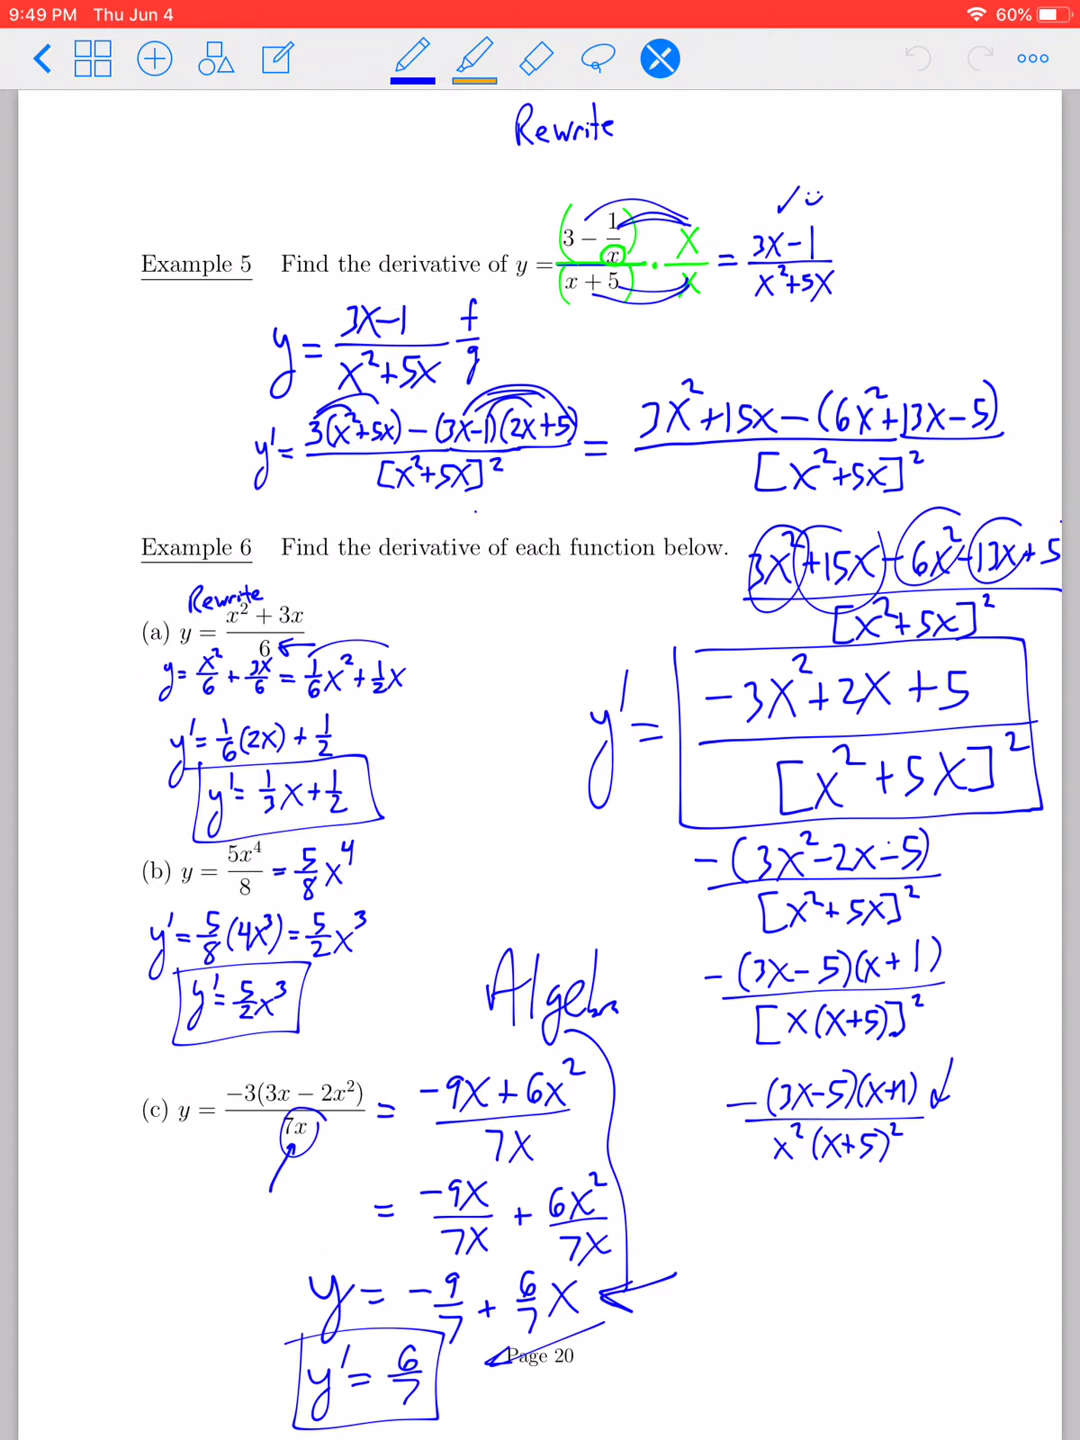 9:49 PM Thu Jun 4 60%
Rewrite
Example 5 Find the derivative of y = (3 − 1/x)/(x + 5) · x/x = (3x−1)/(x²+5x) ✓
y = (3x−1)/(x²+5x) f/g
y' = (3(x²+5x) − (3x−1)(2x+5))/[x²+5x]² = (3x²+15x−(6x²+13x−5))/[x²+5x]²
Example 6 Find the derivative of each function below.
(3x²+15x−6x²−13x+5)/[x²+5x]²
y' = (−3x²+2x+5)/[x²+5x]²
−(3x²−2x−5)/[x²+5x]²
−(3x−5)(x+1)/[x(x+5)]²
−(3x−5)(x+1)/x²(x+5)² ✓
Rewrite
(a) y = (x² + 3x)/6
y = x²/6 + 3x/6 = 1/6x² + 1/2x
y' = 1/6(2x) + 1/2
y' = 1/3x + 1/2
(b) y = 5x⁴/8 = 5/8x⁴
y' = 5/8(4x³) = 5/2x³
y' = 5/2x³
Algebra
(c) y = −3(3x − 2x²)/7x = (−9x+6x²)/7x
= −9x/7x + 6x²/7x
y = −9/7 + 6/7x
y' = 6/7
Page 20